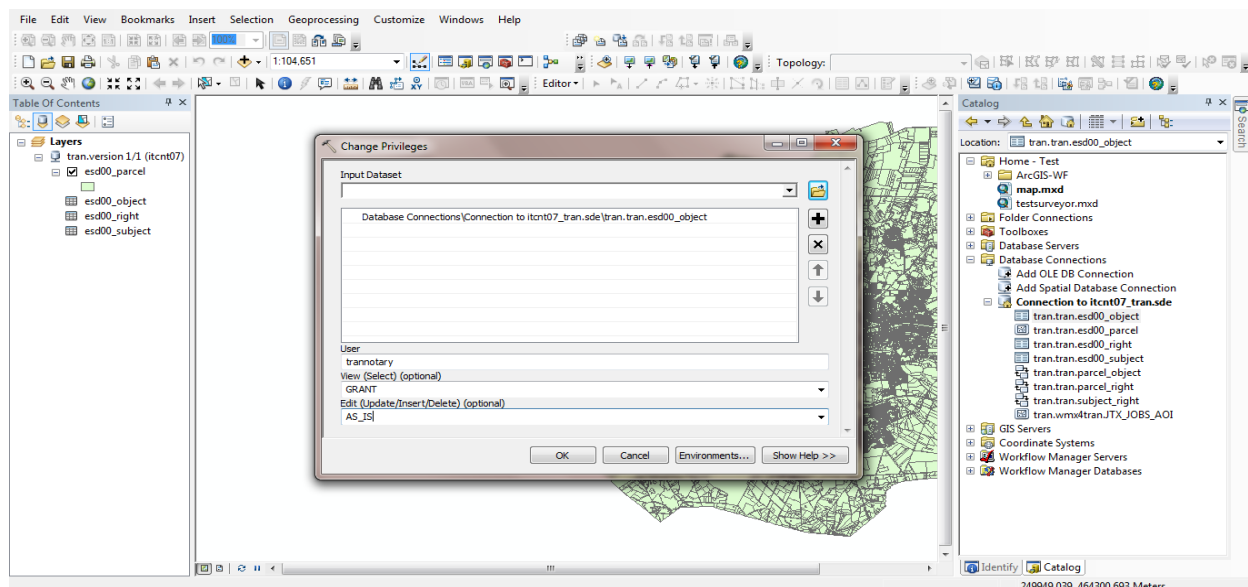 File Edit View Bookmarks Insert Selection Geoprocessing Customize Windows Help
100%
1:104,651
Topology:
Editor
Table Of Contents
Layers
tran.version 1/1 (itcnt07)
esd00_parcel
esd00_object
esd00_right
esd00_subject
Change Privileges
Input Dataset
Database Connections\Connection to itcnt07_tran.sde\tran.tran.esd00_object
User
trannotary
View (Select) (optional)
GRANT
Edit (Update/Insert/Delete) (optional)
AS_IS
OK Cancel Environments... Show Help >>
Catalog
Search
Location: tran.tran.esd00_object
Home - Test
ArcGIS-WF
map.mxd
testsurveyor.mxd
Folder Connections
Toolboxes
Database Servers
Database Connections
Add OLE DB Connection
Add Spatial Database Connection
Connection to itcnt07_tran.sde
tran.tran.esd00_object
tran.tran.esd00_parcel
tran.tran.esd00_right
tran.tran.esd00_subject
tran.tran.parcel_object
tran.tran.parcel_right
tran.tran.subject_right
tran.wmx4tran.JTX_JOBS_AOI
GIS Servers
Coordinate Systems
Workflow Manager Servers
Workflow Manager Databases
Identify Catalog
249949.039 464300.693 Meters